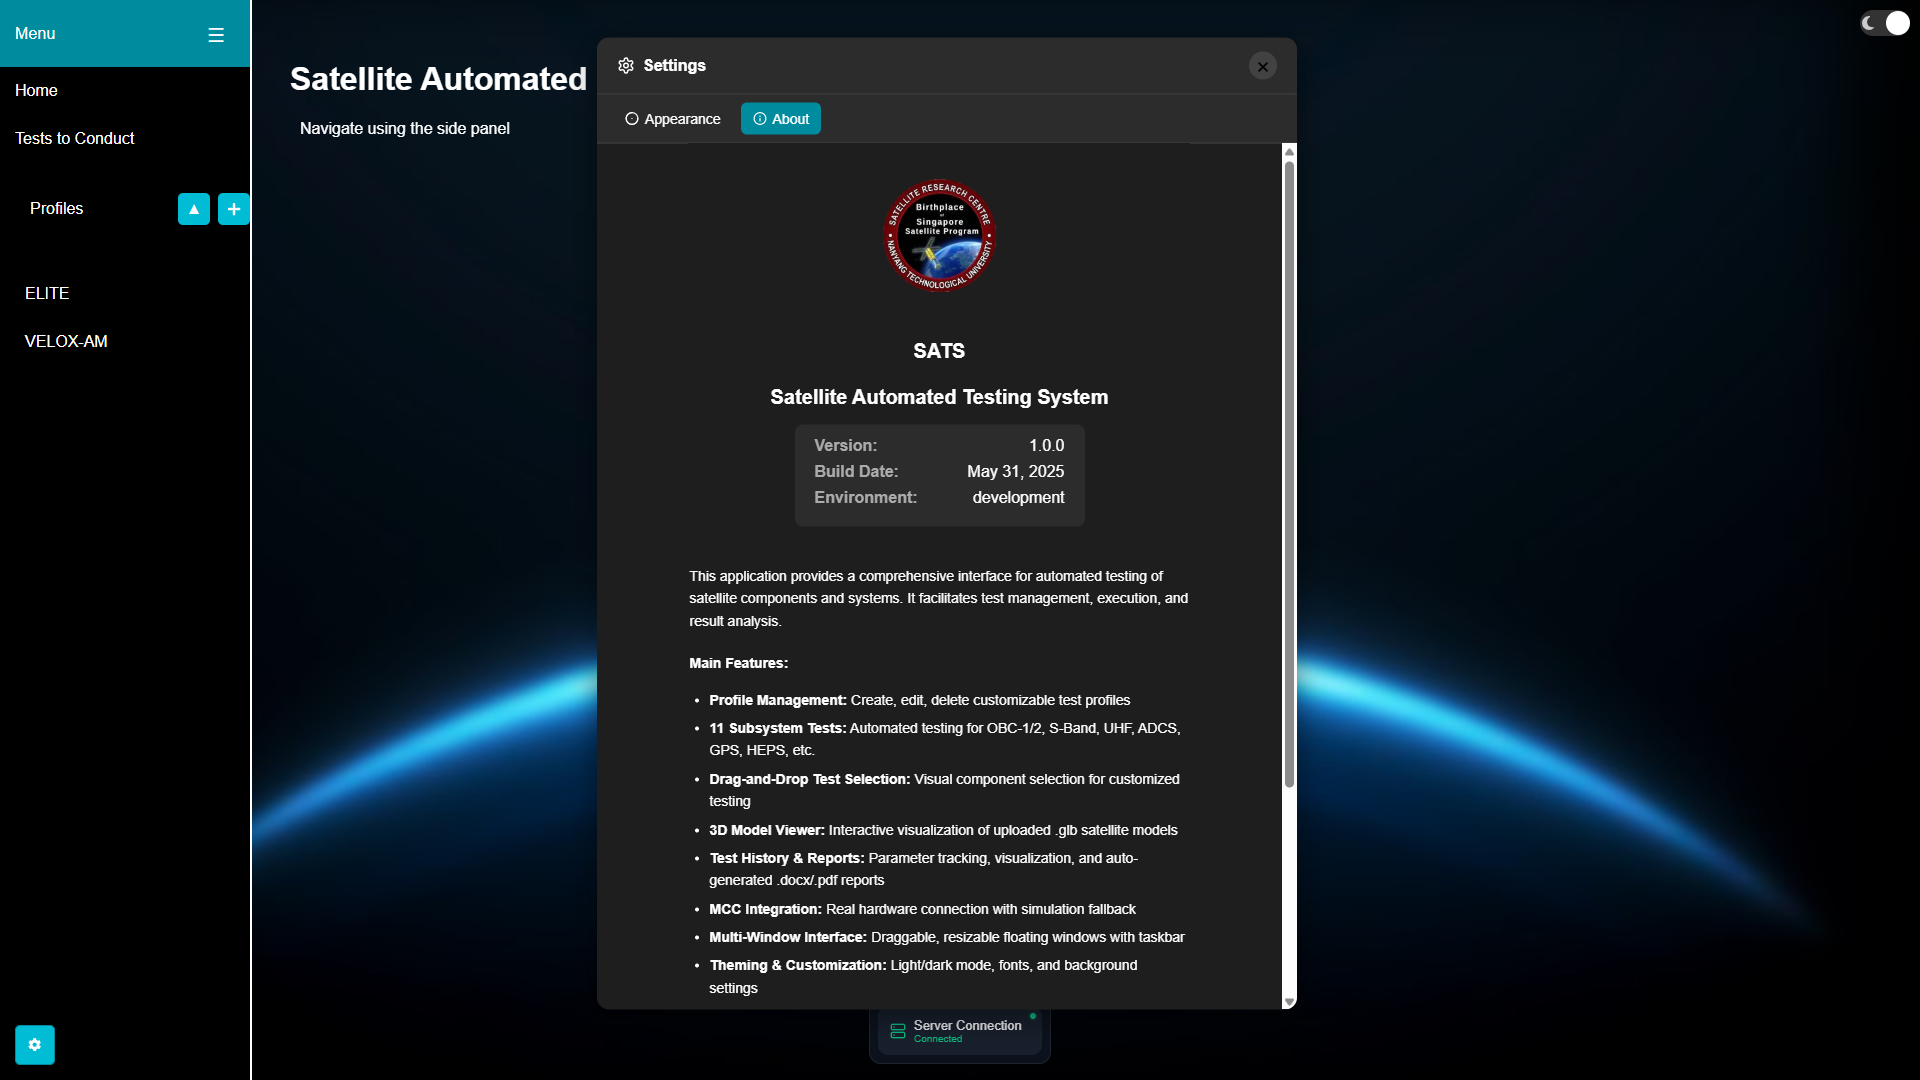 Menu
Home
Tests to Conduct
Profiles
ELITE
VELOX-AM
Satellite Automated
Navigate using the side panel
Settings
Appearance
About
SATELLITE RESEARCH CENTRE
Birthplace
of
Singapore
Satellite Program
NANYANG TECHNOLOGICAL UNIVERSITY
SATS
Satellite Automated Testing System
Version: 1.0.0
Build Date: May 31, 2025
Environment: development
This application provides a comprehensive interface for automated testing of
satellite components and systems. It facilitates test management, execution, and
result analysis.
Main Features:
• Profile Management: Create, edit, delete customizable test profiles
• 11 Subsystem Tests: Automated testing for OBC-1/2, S-Band, UHF, ADCS,
GPS, HEPS, etc.
• Drag-and-Drop Test Selection: Visual component selection for customized
testing
• 3D Model Viewer: Interactive visualization of uploaded .glb satellite models
• Test History & Reports: Parameter tracking, visualization, and auto-
generated .docx/.pdf reports
• MCC Integration: Real hardware connection with simulation fallback
• Multi-Window Interface: Draggable, resizable floating windows with taskbar
• Theming & Customization: Light/dark mode, fonts, and background
settings
Server Connection
Connected